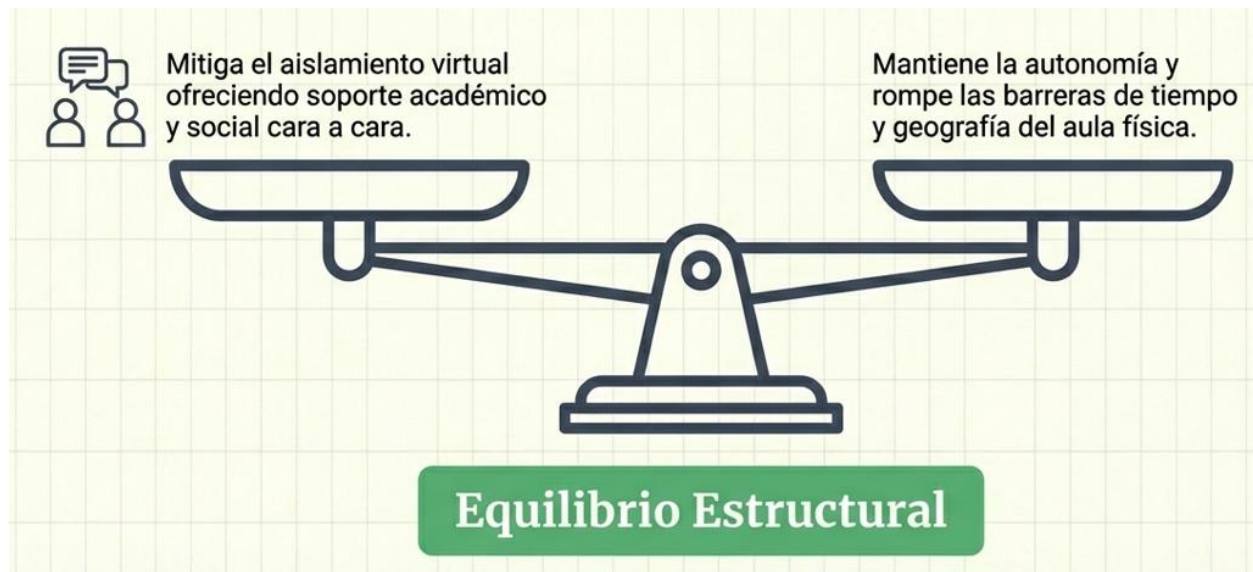 Mitiga el aislamiento virtual
ofreciendo soporte académico
y social cara a cara.
Mantiene la autonomía y
rompe las barreras de tiempo
y geografía del aula física.
Equilibrio Estructural